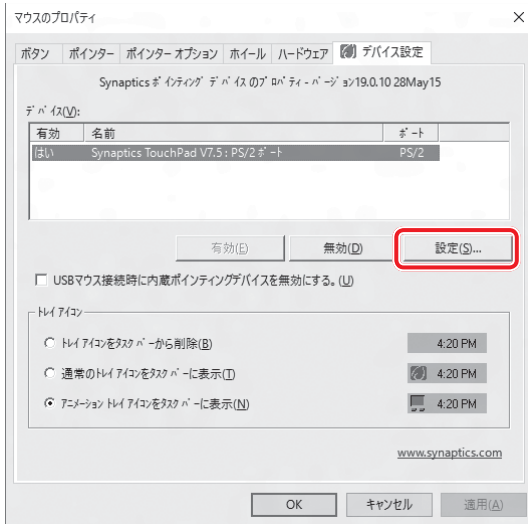 マウスのプロパティ
ボタン ポインター ポインター オプション ホイール ハードウェア デバイス設定
Synaptics ポインティング デバイス のプロパティ - バージョン19.0.10 28May15
デバイス(V):
有効 名前 ポート
はい Synaptics TouchPad V7.5 : PS/2 ポート PS/2
有効(E) 無効(D) 設定(S)...
USBマウス接続時に内蔵ポインティングデバイスを無効にする。(U)
トレイ アイコン
トレイ アイコンをタスク バーから削除(B) 4:20 PM
通常のトレイ アイコンをタスク バーに表示(T) 4:20 PM
アニメーション トレイ アイコンをタスク バーに表示(N) 4:20 PM
www.synaptics.com
OK キャンセル 適用(A)